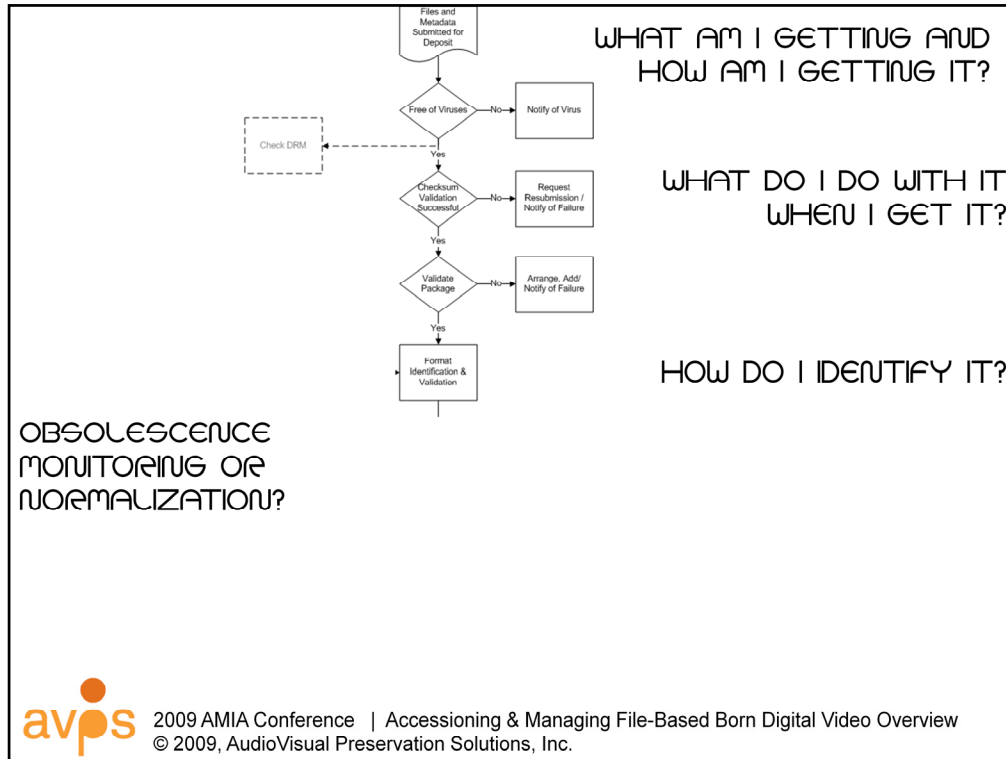 Files and
Metadata
Submitted for
Deposit
WHAT AM I GETTING AND
HOW AM I GETTING IT?
Free of Viruses
No
Notify of Virus
Check DRM
Yes
Checksum
Validation
Successful
No
Request
Resubmission /
Notify of Failure
WHAT DO I DO WITH IT
WHEN I GET IT?
Yes
Validate
Package
No
Arrange, Add/
Notify of Failure
Yes
Format
Identification &
Validation
HOW DO I IDENTIFY IT?
OBSOLESCENCE
MONITORING OR
NORMALIZATION?
avps
2009 AMIA Conference | Accessioning & Managing File-Based Born Digital Video Overview
© 2009, AudioVisual Preservation Solutions, Inc.